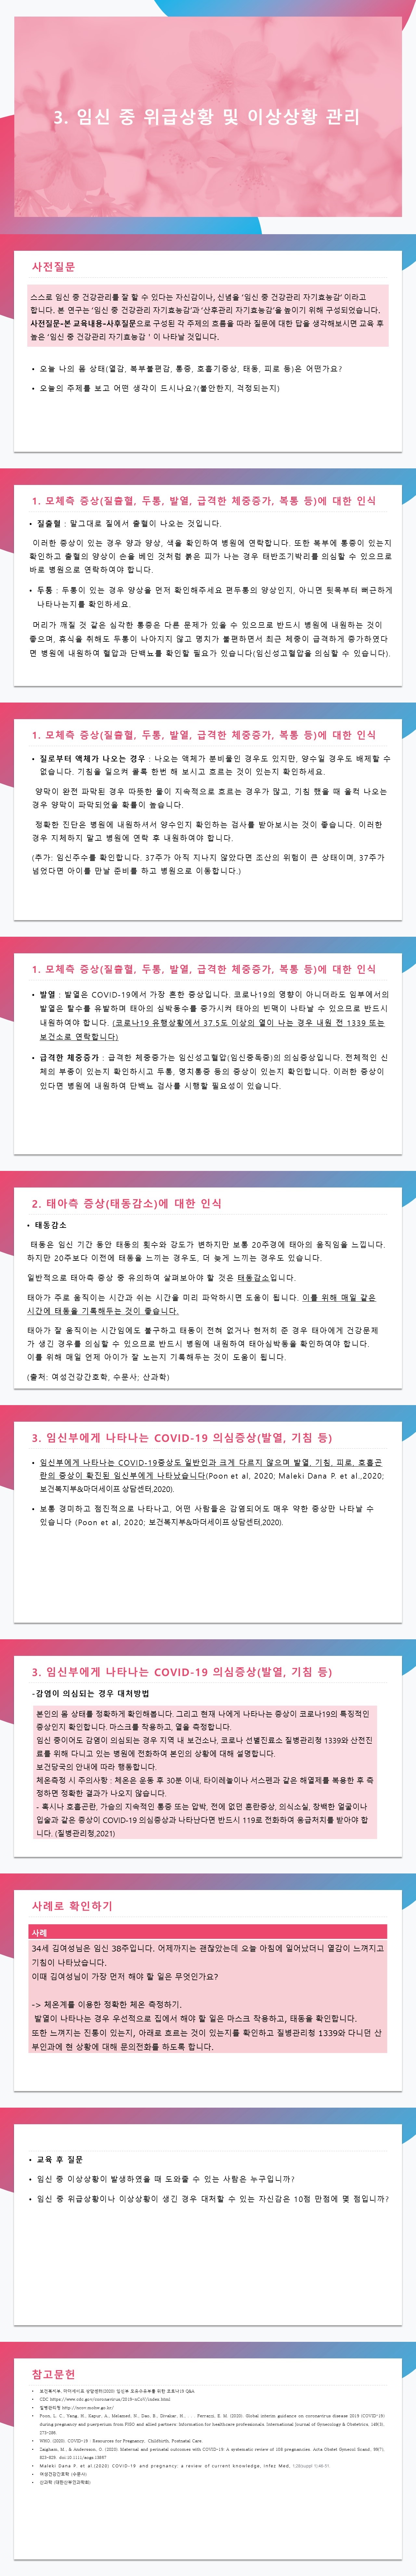 3. 임신 중 위급상황 및 이상상황 관리
사전질문
스스로 임신 중 건강관리를 잘 할 수 있다는 자신감이나, 신념을 '임신 중 건강관리 자기효능감' 이라고
합니다. 본 연구는 '임신 중 건강관리 자기효능감'과 '산후관리 자기효능감'을 높이기 위해 구성되었습니다.
사전질문-본 교육내용-사후질문으로 구성된 각 주제의 흐름을 따라 질문에 대한 답을 생각해보시면 교육 후
높은 '임신 중 건강관리 자기효능감 ' 이 나타날 것입니다.
• 오늘 나의 몸 상태(열감, 복부불편감, 통증, 호흡기증상, 태동, 피로 등)은 어떤가요?
• 오늘의 주제를 보고 어떤 생각이 드시나요?(불안한지, 걱정되는지)
1. 모체측 증상(질출혈, 두통, 발열, 급격한 체중증가, 복통 등)에 대한 인식
• 질출혈 : 말그대로 질에서 출혈이 나오는 것입니다.
이러한 증상이 있는 경우 양과 양상, 색을 확인하여 병원에 연락합니다. 또한 복부에 통증이 있는지
확인하고 출혈의 양상이 손을 베인 것처럼 붉은 피가 나는 경우 태반조기박리를 의심할 수 있으므로
바로 병원으로 연락하여야 합니다.
• 두통 : 두통이 있는 경우 양상을 먼저 확인해주세요 편두통의 양상인지, 아니면 뒷목부터 뻐근하게
나타나는지를 확인하세요.
머리가 깨질 것 같은 심각한 통증은 다른 문제가 있을 수 있으므로 반드시 병원에 내원하는 것이
좋으며, 휴식을 취해도 두통이 나아지지 않고 명치가 불편하면서 최근 체중이 급격하게 증가하였다
면 병원에 내원하여 혈압과 단백뇨를 확인할 필요가 있습니다(임신성고혈압을 의심할 수 있습니다).
1. 모체측 증상(질출혈, 두통, 발열, 급격한 체중증가, 복통 등)에 대한 인식
• 질로부터 액체가 나오는 경우 : 나오는 액체가 분비물인 경우도 있지만, 양수일 경우도 배제할 수
없습니다. 기침을 일으켜 콜록 한번 해 보시고 흐르는 것이 있는지 확인하세요.
양막이 완전 파막된 경우 따뜻한 물이 지속적으로 흐르는 경우가 많고, 기침 했을 때 울컥 나오는
경우 양막이 파막되었을 확률이 높습니다.
정확한 진단은 병원에 내원하셔서 양수인지 확인하는 검사를 받아보시는 것이 좋습니다. 이러한
경우 지체하지 말고 병원에 연락 후 내원하여야 합니다.
(추가: 임신주수를 확인합니다. 37주가 아직 지나지 않았다면 조산의 위험이 큰 상태이며, 37주가
넘었다면 아이를 만날 준비를 하고 병원으로 이동합니다.)
1. 모체측 증상(질출혈, 두통, 발열, 급격한 체중증가, 복통 등)에 대한 인식
• 발열 : 발열은 COVID-19에서 가장 흔한 증상입니다. 코로나19의 영향이 아니더라도 임부에서의
발열은 탈수를 유발하며 태아의 심박동수를 증가시켜 태아의 빈맥이 나타날 수 있으므로 반드시
내원하여야 합니다. (코로나19 유행상황에서 37.5도 이상의 열이 나는 경우 내원 전 1339 또는
보건소로 연락합니다)
• 급격한 체중증가 : 급격한 체중증가는 임신성고혈압(임신중독증)의 의심증상입니다. 전체적인 신
체의 부종이 있는지 확인하시고 두통, 명치통증 등의 증상이 있는지 확인합니다. 이러한 증상이
있다면 병원에 내원하여 단백뇨 검사를 시행할 필요성이 있습니다.
2. 태아측 증상(태동감소)에 대한 인식
• 태동감소
태동은 임신 기간 동안 태동의 횟수와 강도가 변하지만 보통 20주경에 태아의 움직임을 느낍니다.
하지만 20주보다 이전에 태동을 느끼는 경우도, 더 늦게 느끼는 경우도 있습니다.
일반적으로 태아측 증상 중 유의하여 살펴보아야 할 것은 태동감소입니다.
태아가 주로 움직이는 시간과 쉬는 시간을 미리 파악하시면 도움이 됩니다. 이를 위해 매일 같은
시간에 태동을 기록해두는 것이 좋습니다.
태아가 잘 움직이는 시간임에도 불구하고 태동이 전혀 없거나 현저히 준 경우 태아에게 건강문제
가 생긴 경우를 의심할 수 있으므로 반드시 병원에 내원하여 태아심박동을 확인하여야 합니다.
이를 위해 매일 언제 아이가 잘 노는지 기록해두는 것이 도움이 됩니다.
(출처: 여성건강간호학, 수문사; 산과학)
3. 임신부에게 나타나는 COVID-19 의심증상(발열, 기침 등)
• 임신부에게 나타나는 COVID-19증상도 일반인과 크게 다르지 않으며 발열, 기침, 피로, 호흡곤
란의 증상이 확진된 임신부에게 나타났습니다(Poon et al, 2020; Maleki Dana P. et al.,2020;
보건복지부&마더세이프상담센터,2020).
• 보통 경미하고 점진적으로 나타나고, 어떤 사람들은 감염되어도 매우 약한 증상만 나타날 수
있습니다 (Poon et al, 2020; 보건복지부&마더세이프상담센터,2020).
3. 임신부에게 나타나는 COVID-19 의심증상(발열, 기침 등)
-감염이 의심되는 경우 대처방법
본인의 몸 상태를 정확하게 확인해봅니다. 그리고 현재 나에게 나타나는 증상이 코로나19의 특징적인
증상인지 확인합니다. 마스크를 착용하고, 열을 측정합니다.
임신 중이어도 감염이 의심되는 경우 지역 내 보건소나, 코로나 선별진료소 질병관리청 1339와 산전진
료를 위해 다니고 있는 병원에 전화하여 본인의 상황에 대해 설명합니다.
보건당국의 안내에 따라 행동합니다.
체온측정 시 주의사항 : 체온은 운동 후 30분 이내, 타이레놀이나 서스펜과 같은 해열제를 복용한 후 측
정하면 정확한 결과가 나오지 않습니다.
- 혹시나 호흡곤란, 가슴의 지속적인 통증 또는 압박, 전에 없던 혼란증상, 의식소실, 창백한 얼굴이나
입술과 같은 증상이 COVID-19 의심증상과 나타난다면 반드시 119로 전화하여 응급처치를 받아야 합
니다. (질병관리청,2021)
사례로 확인하기
사례
34세 김여성님은 임신 38주입니다. 어제까지는 괜찮았는데 오늘 아침에 일어났더니 열감이 느껴지고
기침이 나타났습니다.
이때 김여성님이 가장 먼저 해야 할 일은 무엇인가요?
-> 체온계를 이용한 정확한 체온 측정하기.
발열이 나타나는 경우 우선적으로 집에서 해야 할 일은 마스크 착용하고, 태동을 확인합니다.
또한 느껴지는 진통이 있는지, 아래로 흐르는 것이 있는지를 확인하고 질병관리청 1339와 다니던 산
부인과에 현 상황에 대해 문의전화를 하도록 합니다.
• 교육 후 질문
• 임신 중 이상상황이 발생하였을 때 도와줄 수 있는 사람은 누구입니까?
• 임신 중 위급상황이나 이상상황이 생긴 경우 대처할 수 있는 자신감은 10점 만점에 몇 점입니까?
참고문헌
• 보건복지부, 마더세이프 상담센터(2020) 임신부 모유수유부를 위한 코로나19 Q&A
• CDC https://www.cdc.gov/coronavirus/2019-nCoV/index.html
• 질병관리청 http://ncov.mohw.go.kr/
• Poon, L. C., Yang, H., Kapur, A., Melamed, N., Dao, B., Divakar, H., ... Ferrazzi, E. M. (2020). Global interim guidance on coronavirus disease 2019 (COVID-19)
during pregnancy and puerperium from FIGO and allied partners: Information for healthcare professionals. International Journal of Gynecology & Obstetrics, 149(3),
273-286.
• WHO. (2020). COVID-19 : Resources for Pregnancy, Childbirth, Postnatal Care.
• Zaigham, M., & Andersson, O. (2020). Maternal and perinatal outcomes with COVID-19: A systematic review of 108 pregnancies. Acta Obstet Gynecol Scand, 99(7),
823-829. doi:10.1111/aogs.13867
• Maleki Dana P, et al.(2020) COVID-19 and pregnancy: a review of current knowledge, Infez Med,
• 여성건강간호학 (수문사)
• 산과학 (대한산부인과학회)